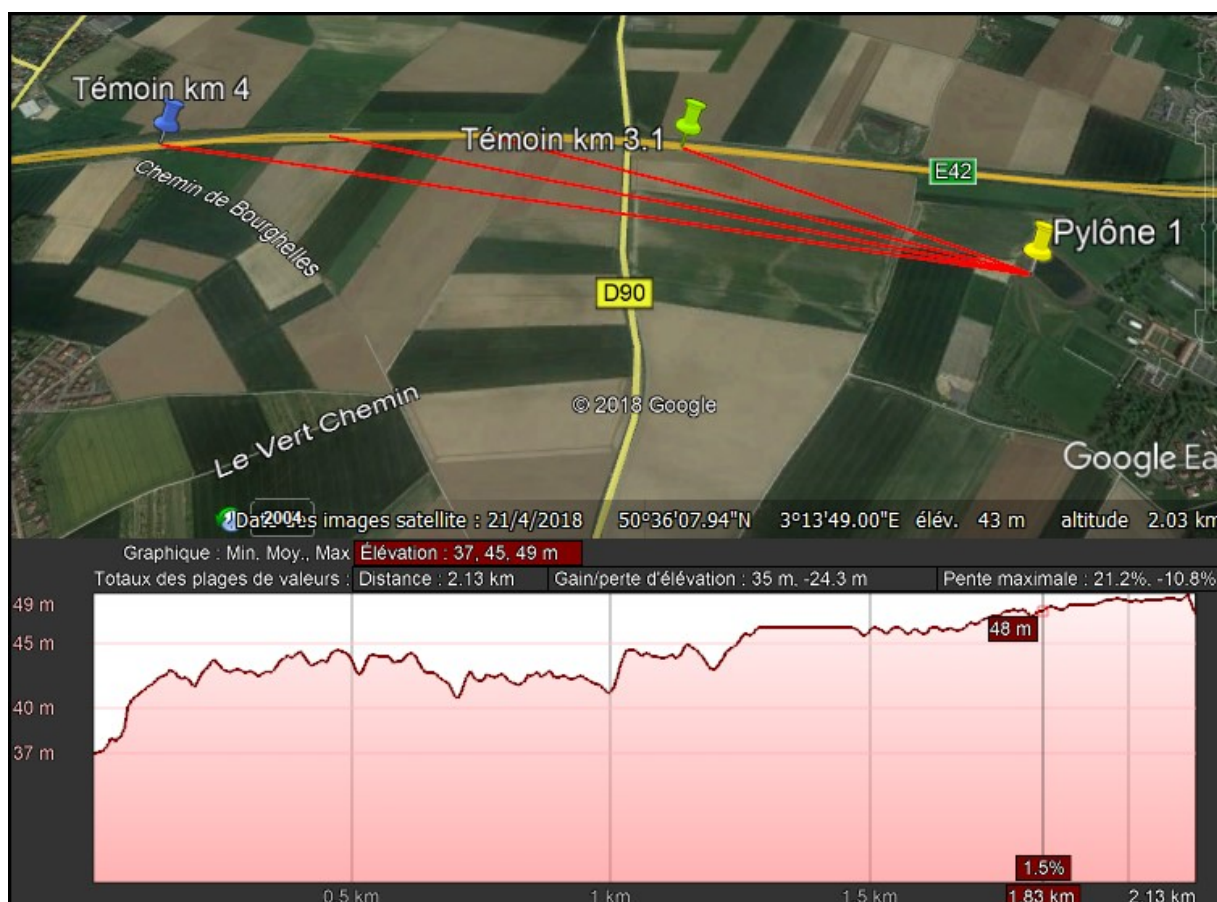 Témoin km 4
Témoin km 3.1
E42
Chemin de Bourghelles
Pylône 1
D90
© 2018 Google
Le Vert Chemin
Google Ea
2004
Date des images satellite : 21/4/2018 50°36'07.94"N 3°13'49.00"E élév. 43 m altitude 2.03 km
Graphique : Min. Moy., Max Élévation : 37, 45, 49 m
Totaux des plages de valeurs : Distance : 2.13 km Gain/perte d'élévation : 35 m, -24.3 m Pente maximale : 21.2%, -10.8%
49 m
45 m
48 m
40 m
37 m
1.5%
0.5 km 1 km 1.5 km 1.83 km 2.13 km